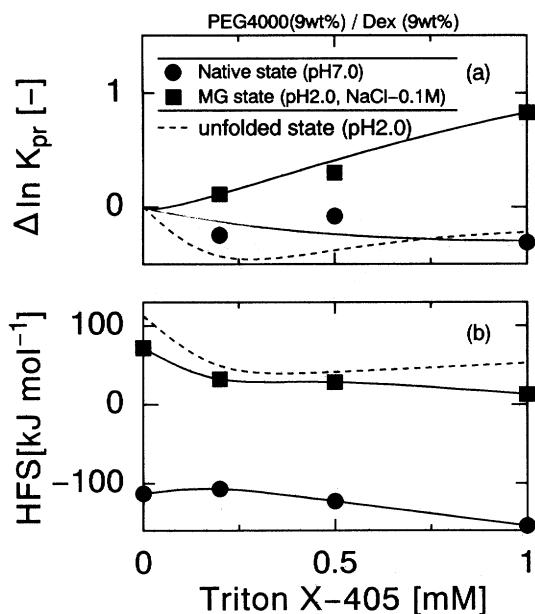 PEG4000(9wt%) / Dex (9wt%)
Native state (pH7.0)
(a)
MG state (pH2.0, NaCl-0.1M)
unfolded state (pH2.0)
Δ ln Kpr [-]
1
0
HFS[kJ mol⁻¹]
(b)
100
0
-100
0
0.5
1
Triton X-405 [mM]